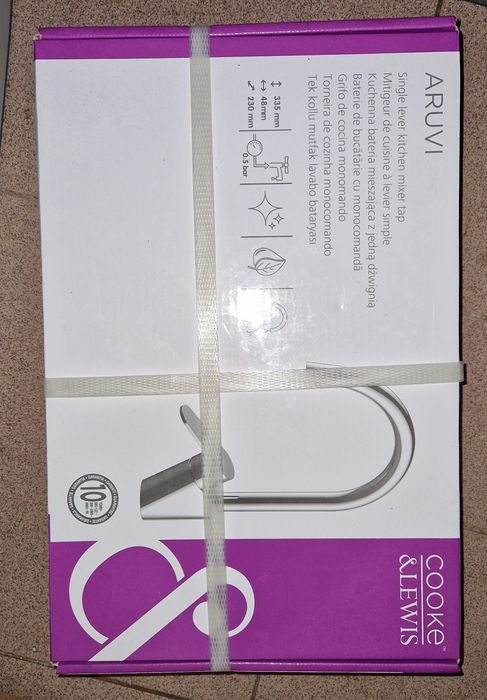 ARUVI
Single lever kitchen mixer tap
Mitigeur de cuisine à levier simple
Kuchenna bateria mieszająca z jedną dźwignią
Baterie de bucătărie cu monocomandă
Grifo de cocina monomando
Torneira de cozinha monocomando
Tek kollu mutfak lavabo bataryası
335 mm
48 mm
230 mm
0.5 bar
10
COOKE
&LEWIS™
&